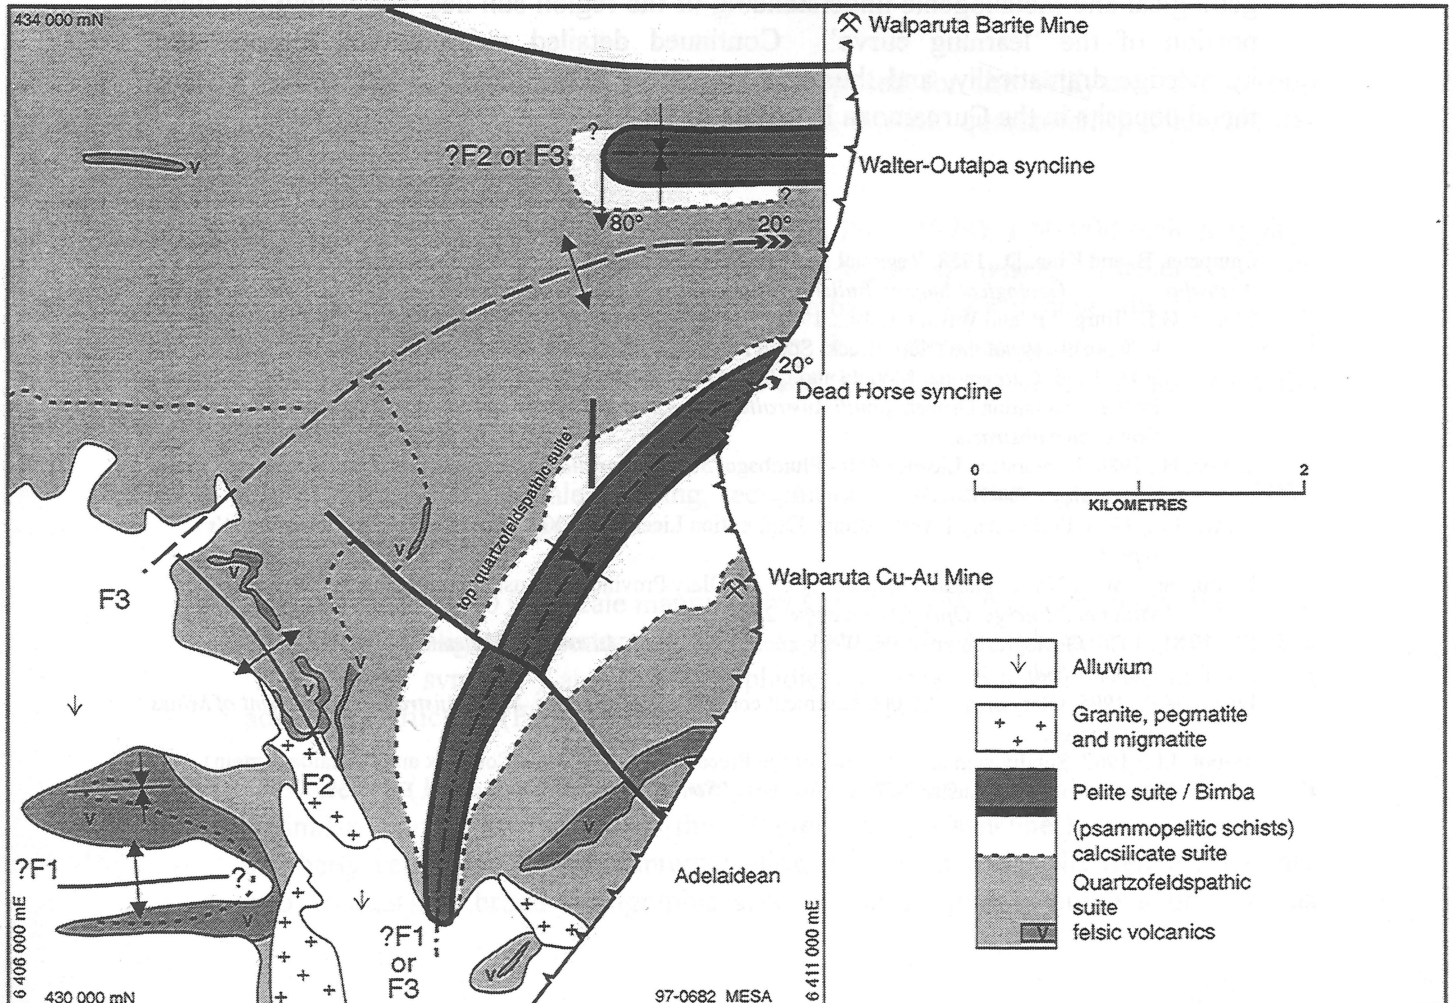 434 000 mN
Walparuta Barite Mine
?
?F2 or F3
Walter-Outalpa syncline
V
?
80°
20°
20°
Dead Horse syncline
top 'quartzofeldspathic suite'
0
2
KILOMETRES
V
V
Walparuta Cu-Au Mine
F3
V
V
Alluvium
Granite, pegmatite
and migmatite
F2
Pelite suite / Bimba
V
V
(psammopelitic schists)
calcsilicate suite
?F1
?
Adelaidean
Quartzofeldspathic
suite
V
V felsic volcanics
?F1
or
F3
V
6 406 000 mE
6 411 000 mE
430 000 mN
97-0682 MESA